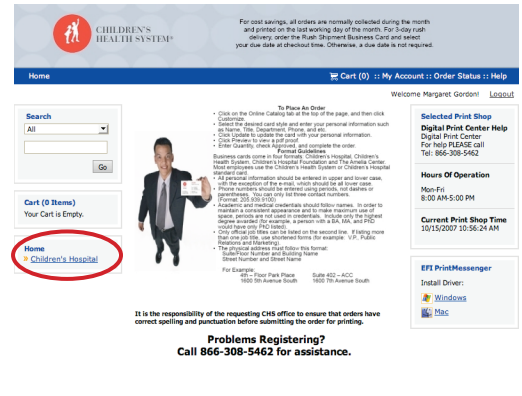 CHILDREN'S
HEALTH SYSTEM®
For cost savings, all orders are normally collected during the month
and printed on the last working day of the month. For 3-day rush
delivery, order the Rush Shipment Business Card and select
your due date at checkout time. Otherwise, a due date is not required.
Home
Cart (0) :: My Account :: Order Status :: Help
Welcome Margaret Gordon! Logout
Search
All
Go
Cart (0 Items)
Your Cart is Empty.
Home
» Children's Hospital
To Place An Order
• Click on the Online Catalog tab at the top of the page, and then click
Customize.
• Select the desired card style and enter your personal information such
as Name, Title, Department, Phone, and etc.
• Click Update to update the card with your personal information.
• Click Preview to view a pdf proof.
• Enter Quantity, check Approved, and complete the order.
Format Guidelines
Business cards come in four formats. Children's Hospital, Children's
Health System, Children's Hospital Foundation and The Amelia Center.
Most employees use the Children's Health System or Children's Hospital
standard card.
• All personal information should be entered in upper and lower case,
with the exception of the e-mail, which should be all lower case.
• Phone numbers should be entered using periods, not dashes or
parentheses. You can only list three contact numbers.
(Format: 205.939.9100)
• Academic and medical credentials should follow names. In order to
maintain a consistent appearance and to make maximum use of
space, periods are not used in credentials. Include only the highest
degree awarded (for example, a person with a BA, MA, and PhD
would have only PhD listed).
• Only official job titles can be listed on the second line. If listing more
than one job title, use shortened forms (for example: V.P., Public
Relations and Marketing).
• The physical address must follow this format:
Suite/Floor Number and Building Name
Street Number and Street Name
For Example:
4th – Floor Park Place Suite 402 – ACC
1600 5th Avenue South 1600 7th Avenue South
It is the responsibility of the requesting CHS office to ensure that orders have
correct spelling and punctuation before submitting the order for printing.
Problems Registering?
Call 866-308-5462 for assistance.
Selected Print Shop
Digital Print Center Help
Digital Print Center
For help PLEASE call
Tel: 866-308-5462
Hours Of Operation
Mon-Fri
8:00 AM-5:00 PM
Current Print Shop Time
10/15/2007 10:56:24 AM
EFI PrintMessenger
Install Driver:
Windows
Mac